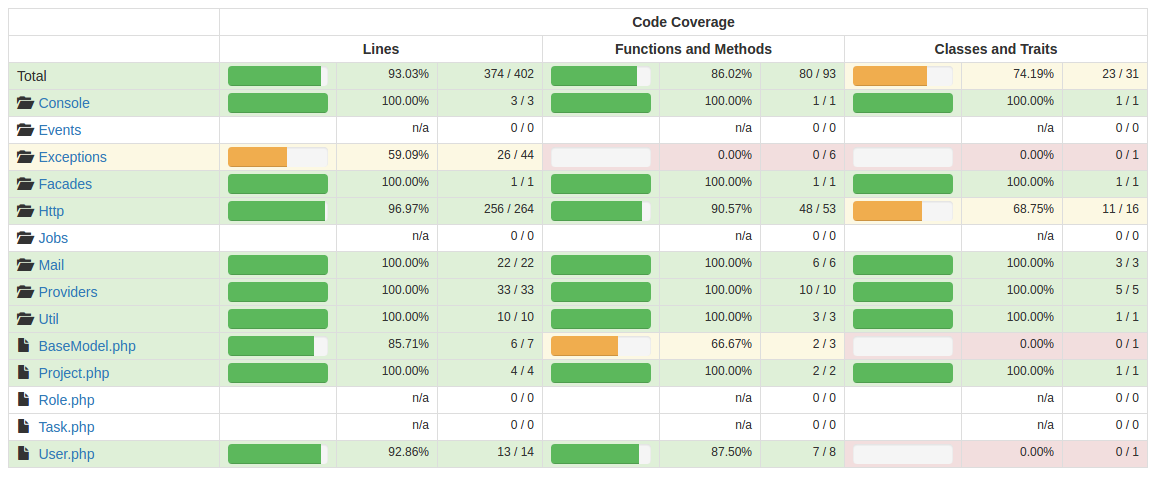 Code Coverage
Lines Functions and Methods Classes and Traits
Total 93.03% 374 / 402 86.02% 80 / 93 74.19% 23 / 31
Console 100.00% 3 / 3 100.00% 1 / 1 100.00% 1 / 1
Events n/a 0 / 0 n/a 0 / 0 n/a 0 / 0
Exceptions 59.09% 26 / 44 0.00% 0 / 6 0.00% 0 / 1
Facades 100.00% 1 / 1 100.00% 1 / 1 100.00% 1 / 1
Http 96.97% 256 / 264 90.57% 48 / 53 68.75% 11 / 16
Jobs n/a 0 / 0 n/a 0 / 0 n/a 0 / 0
Mail 100.00% 22 / 22 100.00% 6 / 6 100.00% 3 / 3
Providers 100.00% 33 / 33 100.00% 10 / 10 100.00% 5 / 5
Util 100.00% 10 / 10 100.00% 3 / 3 100.00% 1 / 1
BaseModel.php 85.71% 6 / 7 66.67% 2 / 3 0.00% 0 / 1
Project.php 100.00% 4 / 4 100.00% 2 / 2 100.00% 1 / 1
Role.php n/a 0 / 0 n/a 0 / 0 n/a 0 / 0
Task.php n/a 0 / 0 n/a 0 / 0 n/a 0 / 0
User.php 92.86% 13 / 14 87.50% 7 / 8 0.00% 0 / 1